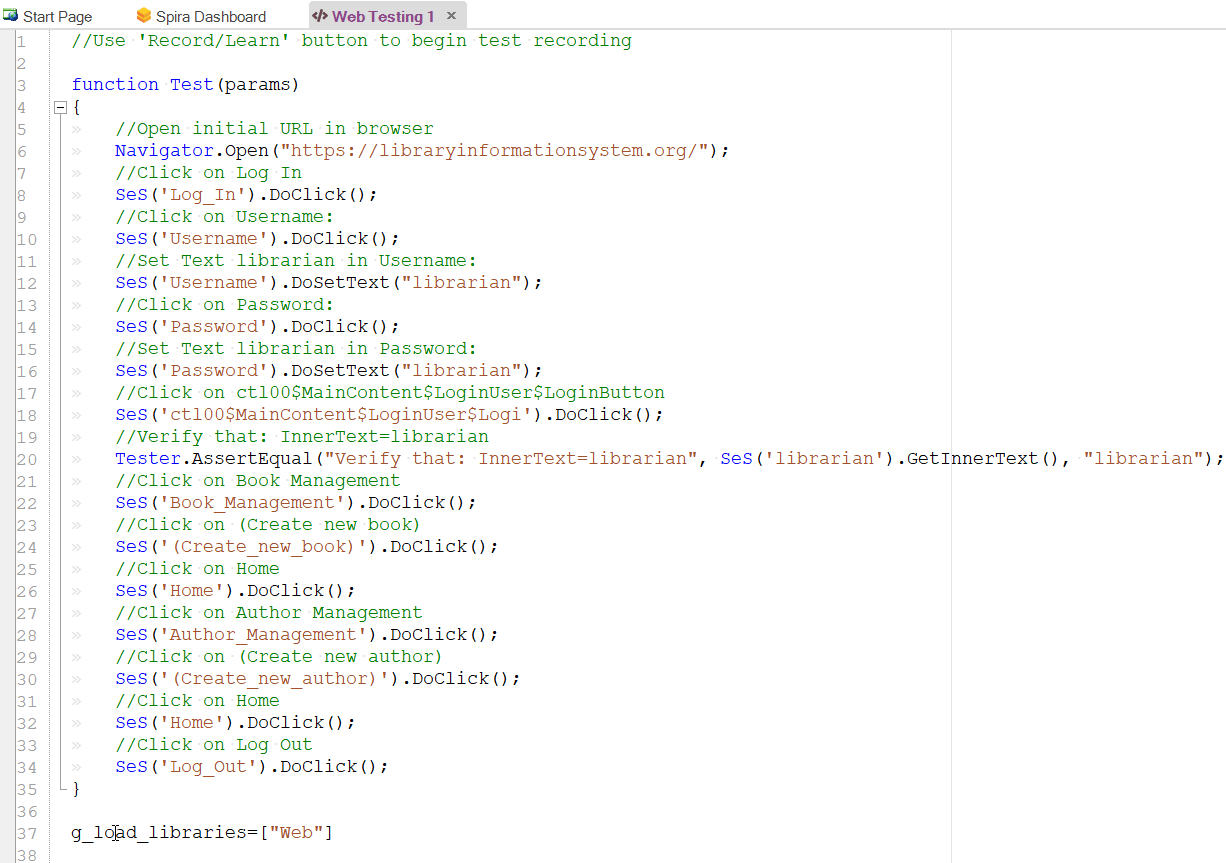 Start Page Spira Dashboard </> Web Testing 1 ×
1 //Use 'Record/Learn' button to begin test recording
2
3 function Test(params)
4 {
5 //Open initial URL in browser
6 Navigator.Open("https://libraryinformationsystem.org/");
7 //Click on Log In
8 SeS('Log_In').DoClick();
9 //Click on Username:
10 SeS('Username').DoClick();
11 //Set Text librarian in Username:
12 SeS('Username').DoSetText("librarian");
13 //Click on Password:
14 SeS('Password').DoClick();
15 //Set Text librarian in Password:
16 SeS('Password').DoSetText("librarian");
17 //Click on ctl00$MainContent$LoginUser$LoginButton
18 SeS('ctl00$MainContent$LoginUser$Logi').DoClick();
19 //Verify that: InnerText=librarian
20 Tester.AssertEqual("Verify that: InnerText=librarian", SeS('librarian').GetInnerText(), "librarian");
21 //Click on Book Management
22 SeS('Book_Management').DoClick();
23 //Click on (Create new book)
24 SeS('(Create_new_book)').DoClick();
25 //Click on Home
26 SeS('Home').DoClick();
27 //Click on Author Management
28 SeS('Author_Management').DoClick();
29 //Click on (Create new author)
30 SeS('(Create_new_author)').DoClick();
31 //Click on Home
32 SeS('Home').DoClick();
33 //Click on Log Out
34 SeS('Log_Out').DoClick();
35 }
36
37 g_load_libraries=["Web"]
38